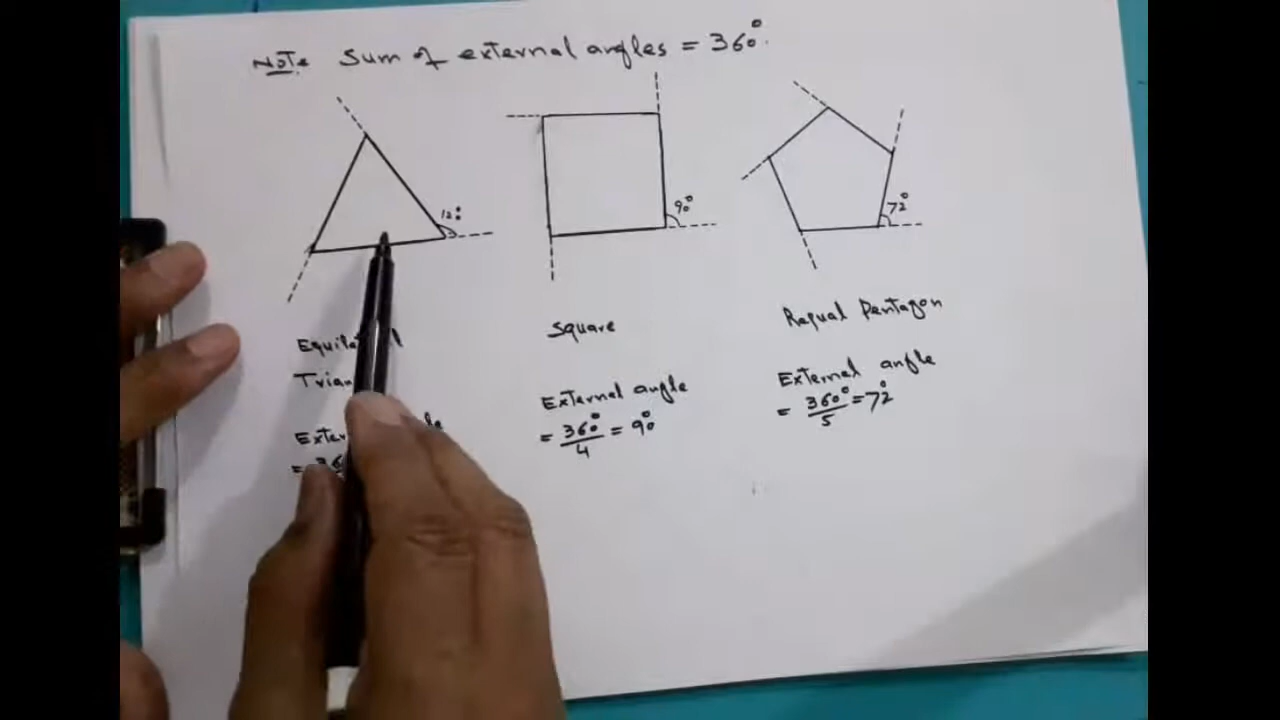 Note: Sum of external angles = 360°.
120°
90°
72°
Square
External angle
= 360°/4 = 90°
Requal Pentagon
External angle
= 360°/5 = 72°